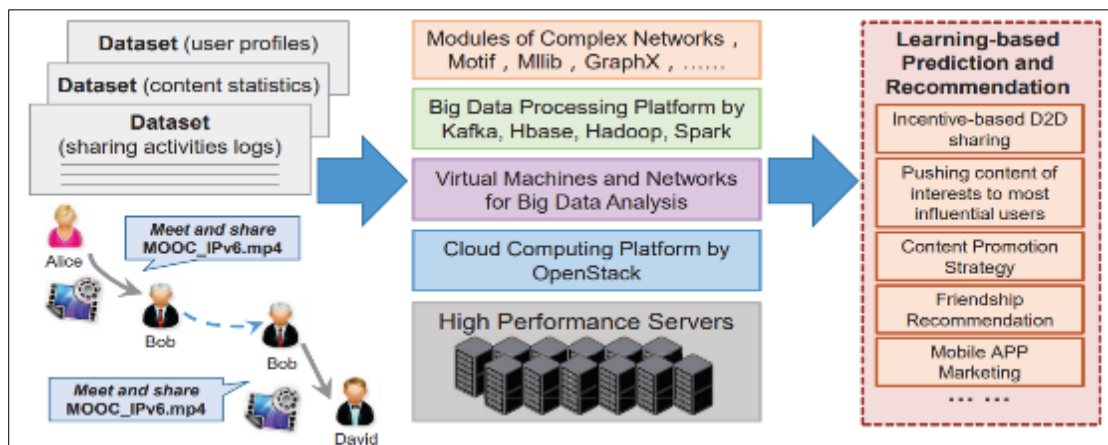 Dataset (user profiles)
Dataset (content statistics)
Dataset
(sharing activities logs)
Meet and share
MOOC_IPv6.mp4
Alice
Bob
Bob
Meet and share
MOOC_IPv6.mp4
David
Modules of Complex Networks ,
Motif , Mllib , GraphX , ……
Big Data Processing Platform by
Kafka, Hbase, Hadoop, Spark
Virtual Machines and Networks
for Big Data Analysis
Cloud Computing Platform by
OpenStack
High Performance Servers
Learning-based
Prediction and
Recommendation
Incentive-based D2D
sharing
Pushing content of
interests to most
influential users
Content Promotion
Strategy
Friendship
Recommendation
Mobile APP
Marketing
… …